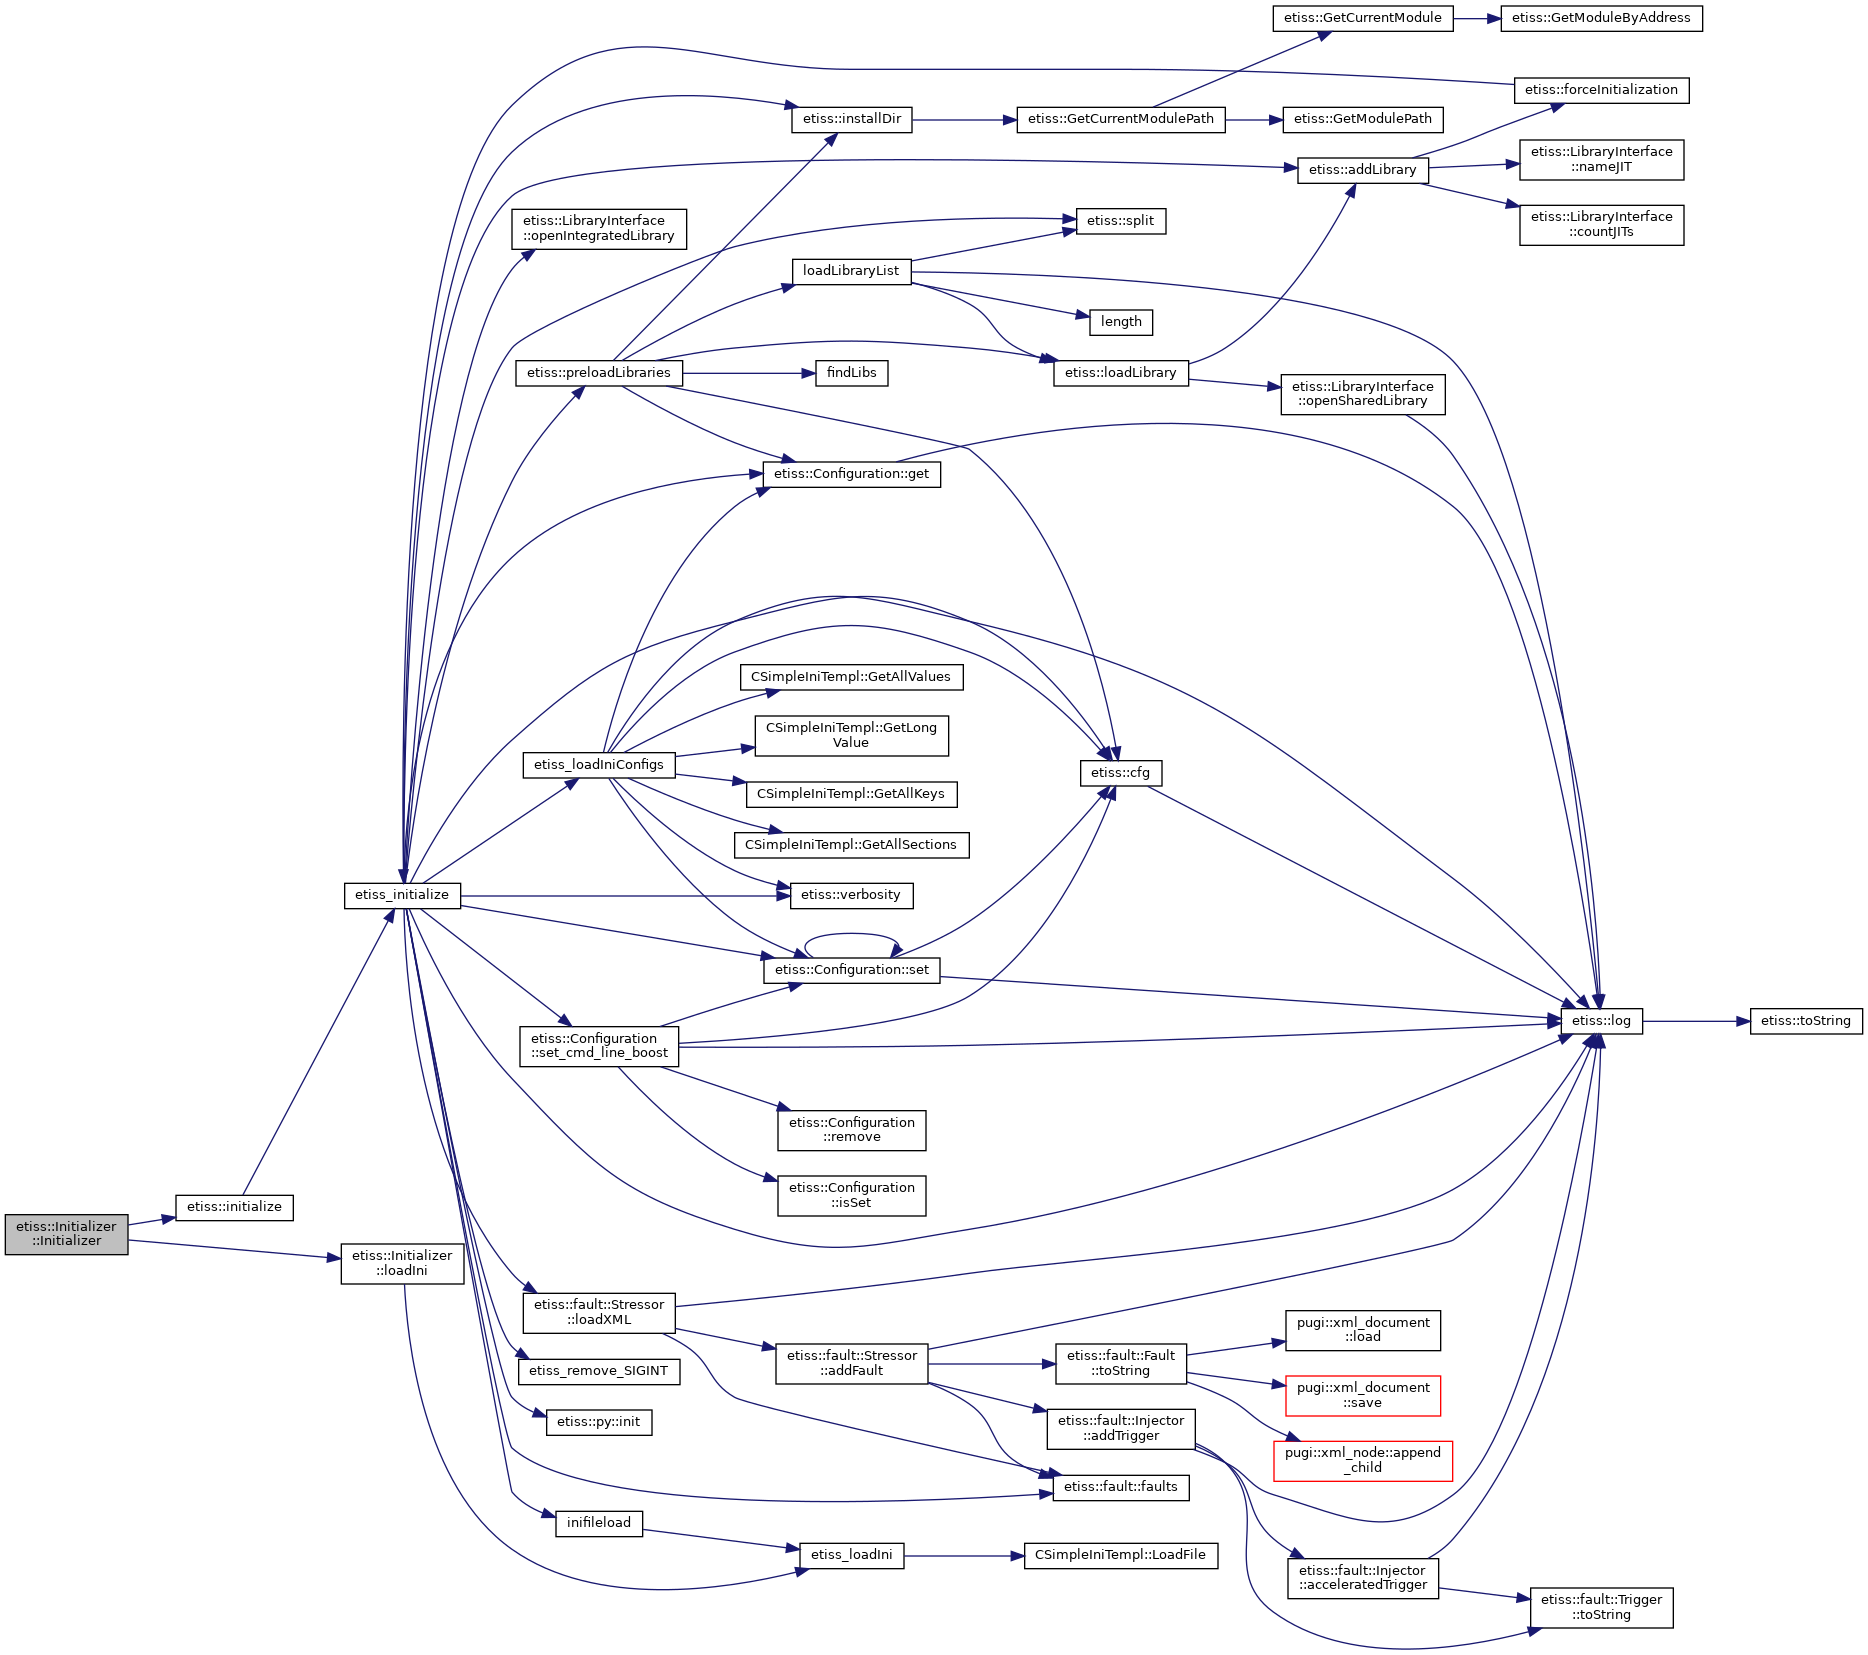 etiss::GetCurrentModule
etiss::GetModuleByAddress
etiss::forceInitialization
etiss::installDir
etiss::GetCurrentModulePath
etiss::GetModulePath
etiss::LibraryInterface
::nameJIT
etiss::addLibrary
etiss::LibraryInterface
::countJITs
etiss::LibraryInterface
::openIntegratedLibrary
etiss::split
loadLibraryList
length
etiss::preloadLibraries
findLibs
etiss::loadLibrary
etiss::LibraryInterface
::openSharedLibrary
etiss::Configuration::get
CSimpleIniTempl::GetAllValues
CSimpleIniTempl::GetLong
Value
etiss_loadIniConfigs
etiss::cfg
CSimpleIniTempl::GetAllKeys
CSimpleIniTempl::GetAllSections
etiss_initialize
etiss::verbosity
etiss::Configuration::set
etiss::log
etiss::toString
etiss::Configuration
::set_cmd_line_boost
etiss::Configuration
::remove
etiss::Configuration
::isSet
etiss::initialize
etiss::Initializer
::Initializer
etiss::Initializer
::loadIni
etiss::fault::Stressor
::loadXML
pugi::xml_document
::load
etiss::fault::Stressor
::addFault
etiss::fault::Fault
::toString
etiss_remove_SIGINT
pugi::xml_document
::save
etiss::py::init
etiss::fault::Injector
::addTrigger
pugi::xml_node::append
_child
etiss::fault::faults
inifileload
etiss_loadIni
CSimpleIniTempl::LoadFile
etiss::fault::Injector
::acceleratedTrigger
etiss::fault::Trigger
::toString